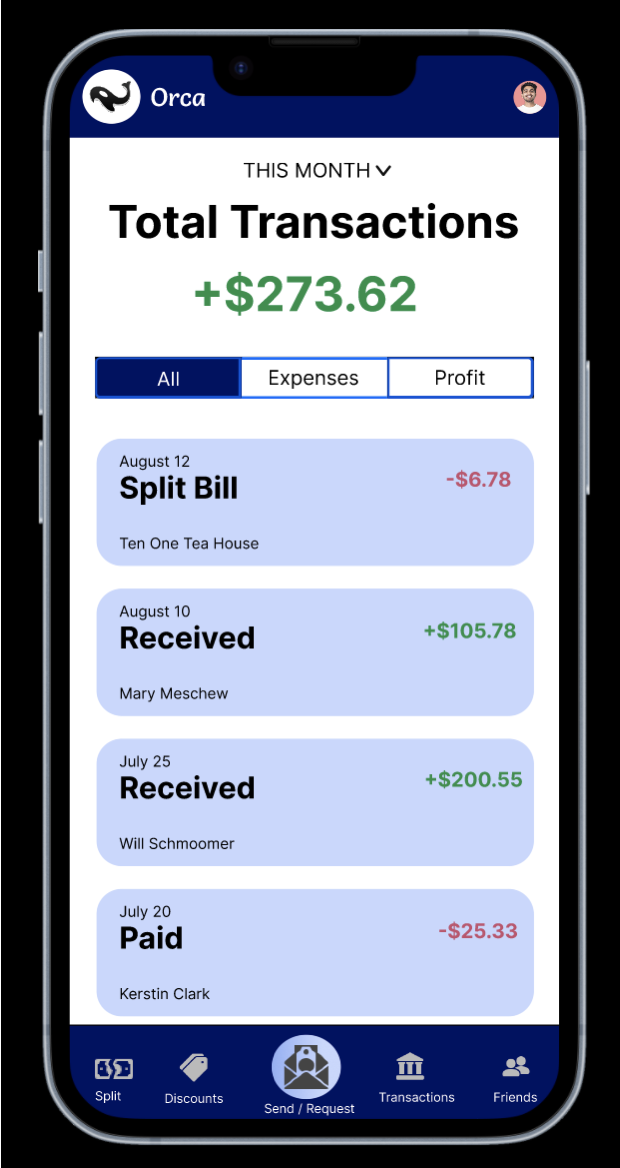 Orca
THIS MONTH
Total Transactions
+$273.62
All Expenses Profit
August 12
Split Bill
-$6.78
Ten One Tea House
August 10
Received
+$105.78
Mary Meschew
July 25
Received
+$200.55
Will Schmoomer
July 20
Paid
-$25.33
Kerstin Clark
Split Discounts Send / Request Transactions Friends